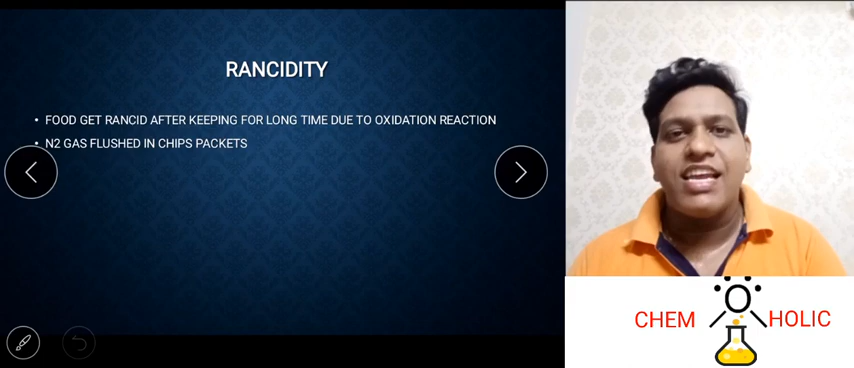 RANCIDITY
• FOOD GET RANCID AFTER KEEPING FOR LONG TIME DUE TO OXIDATION REACTION
• N2 GAS FLUSHED IN CHIPS PACKETS
CHEM O HOLIC